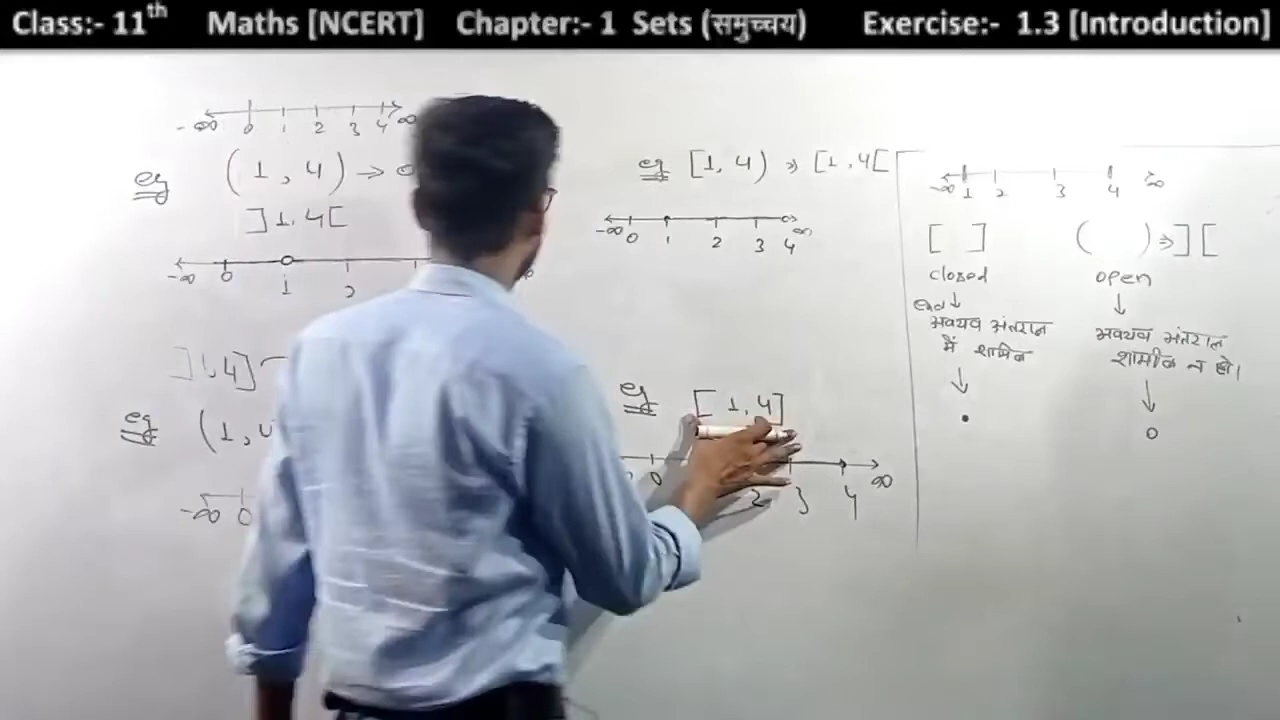 Class:- 11th Maths [NCERT] Chapter:- 1 Sets (समुच्चय) Exercise:- 1.3 [Introduction]
-∞ 0 1 2 3 4 ∞
eg (1, 4) →
]1,4[
-∞ 0 1 2
]1,4]
eg (1,4
-∞ 0
eg [1, 4) ⇒ [1,4[
-∞ 0 1 2 3 4 ∞
eg [1,4]
0 2 3 4 ∞
-∞ 1 2 3 4 ∞
[ ] ( ) ⇒ ] [
closed open
end ↓ ↓
अवयव अंतराल अवयव अंतराल
में शामिल शामील न हो।
↓ ↓
• o